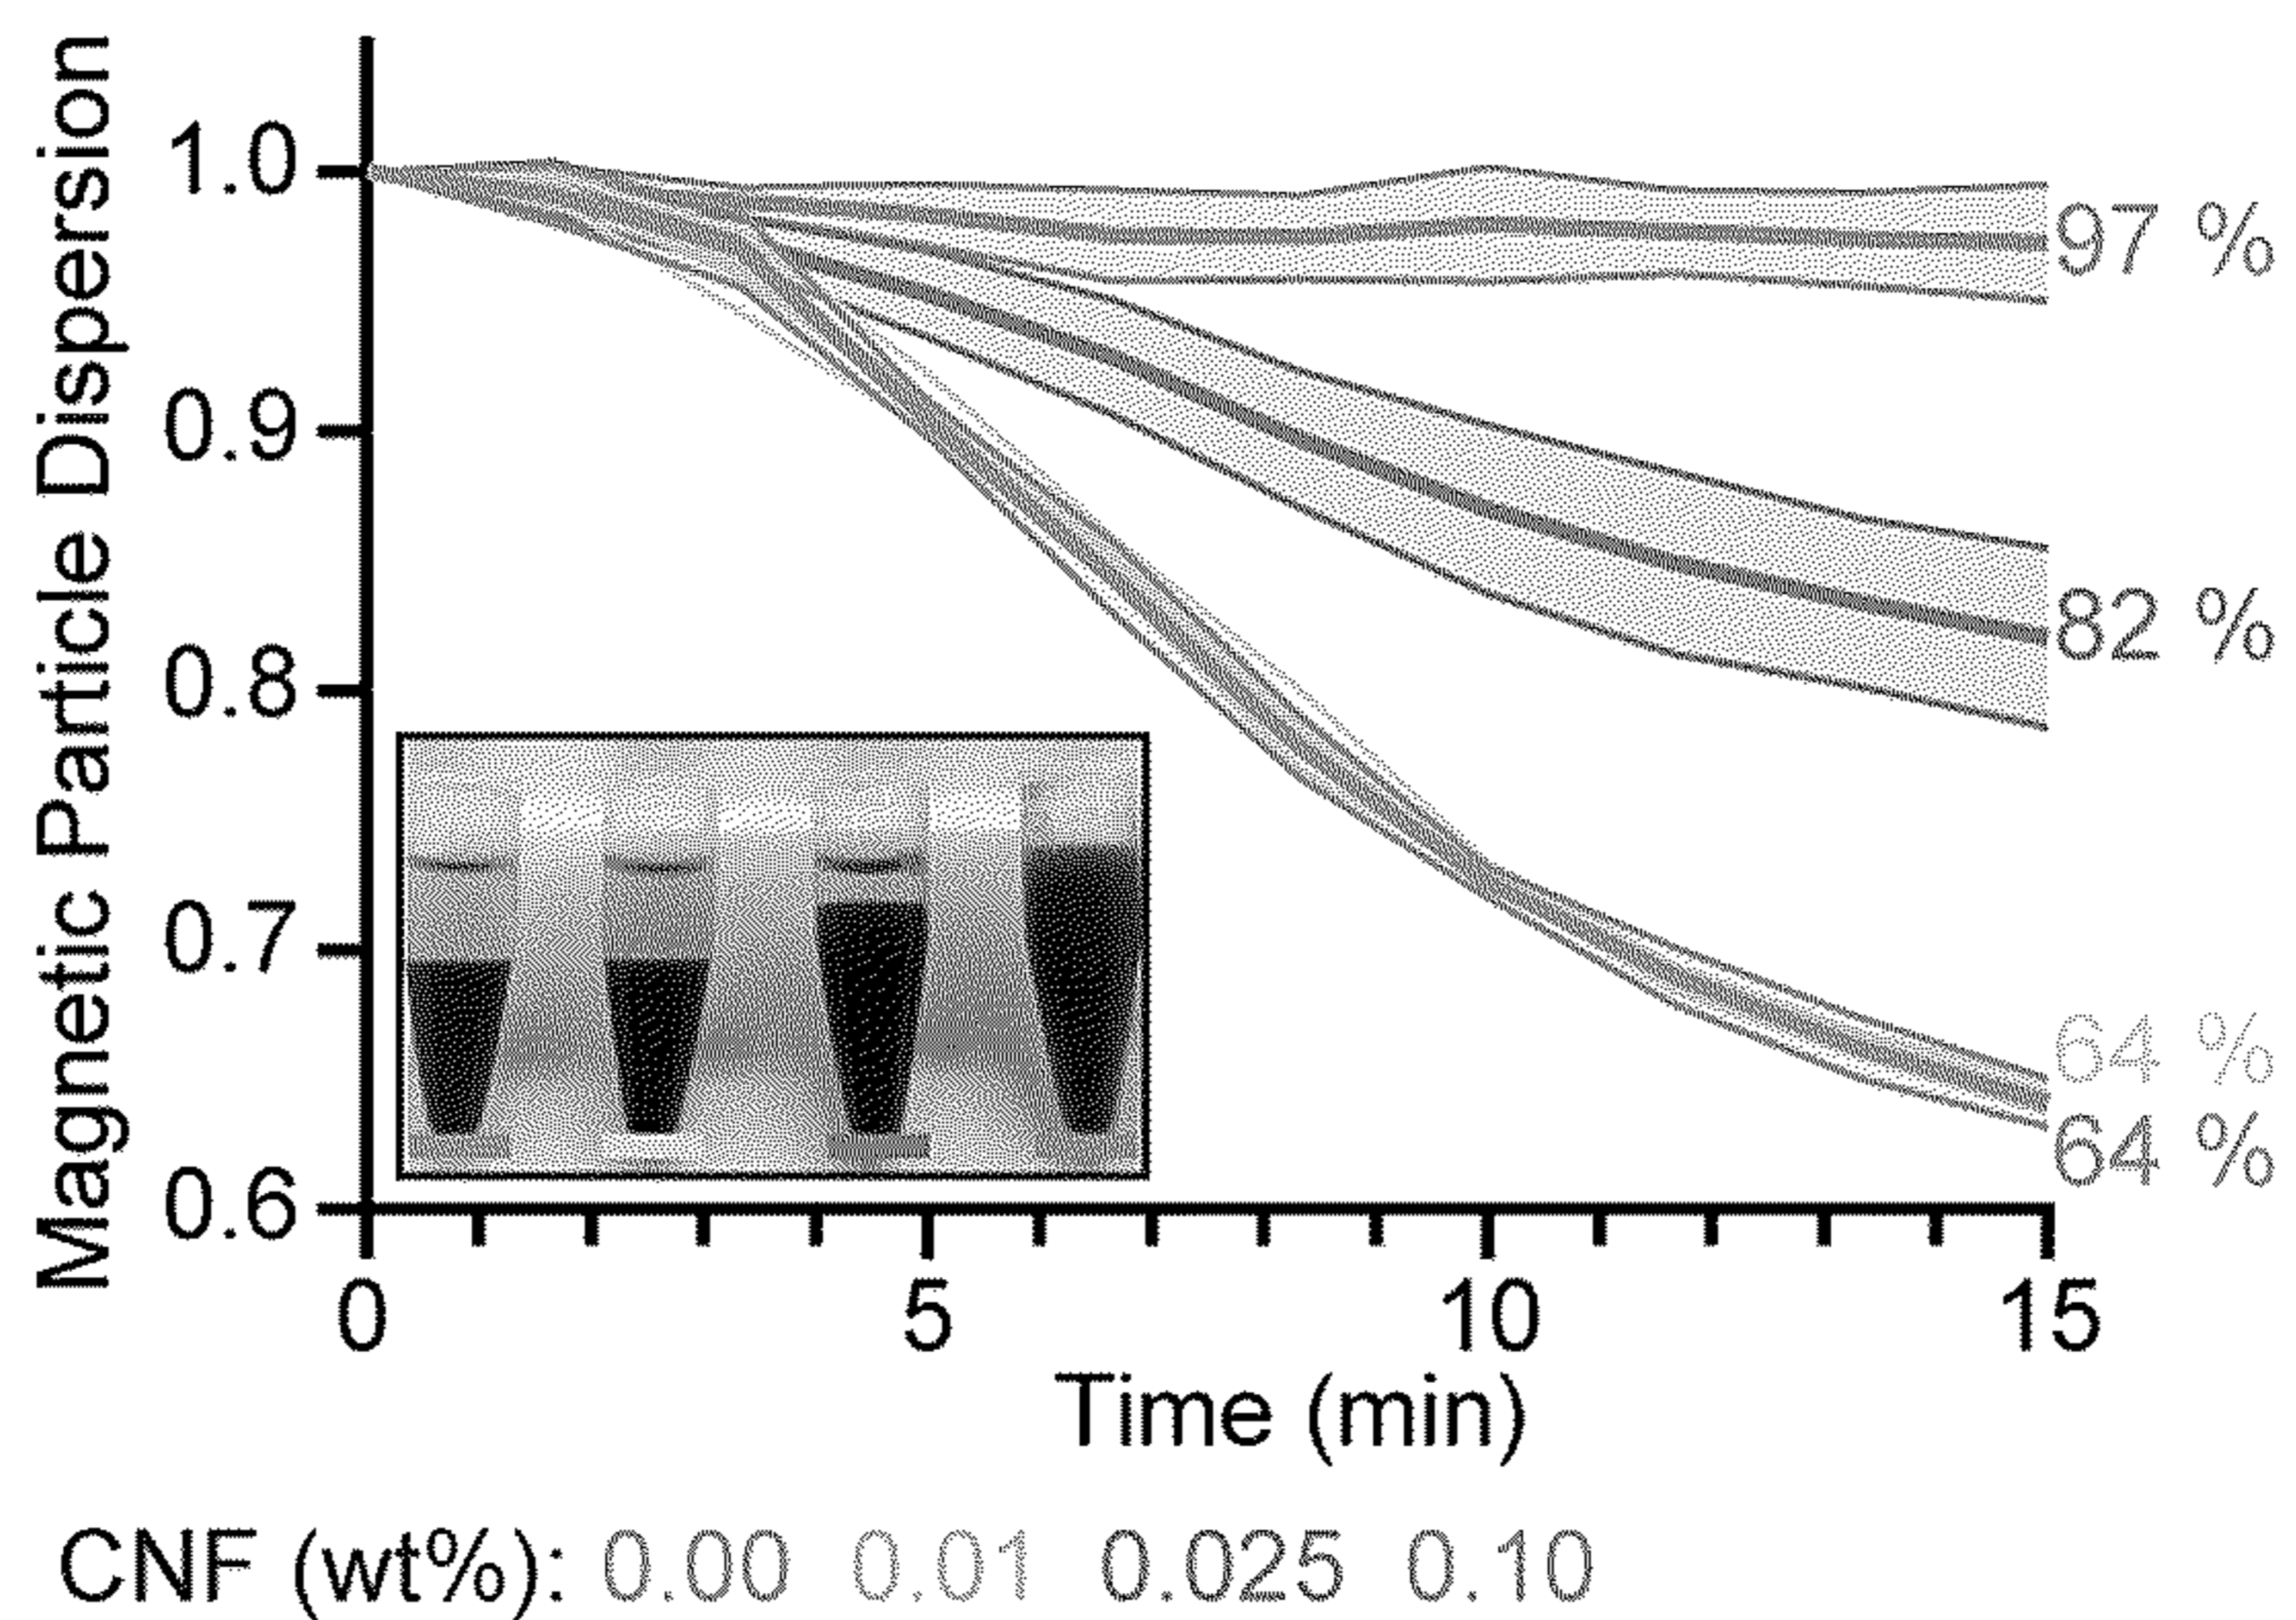 Magnetic Particle Dispersion
1.0
0.9
0.8
0.7
0.6
97 %
82 %
64 %
64 %
0 5 10 15
Time (min)
CNF (wt%): 0.00 0.01 0.025 0.10